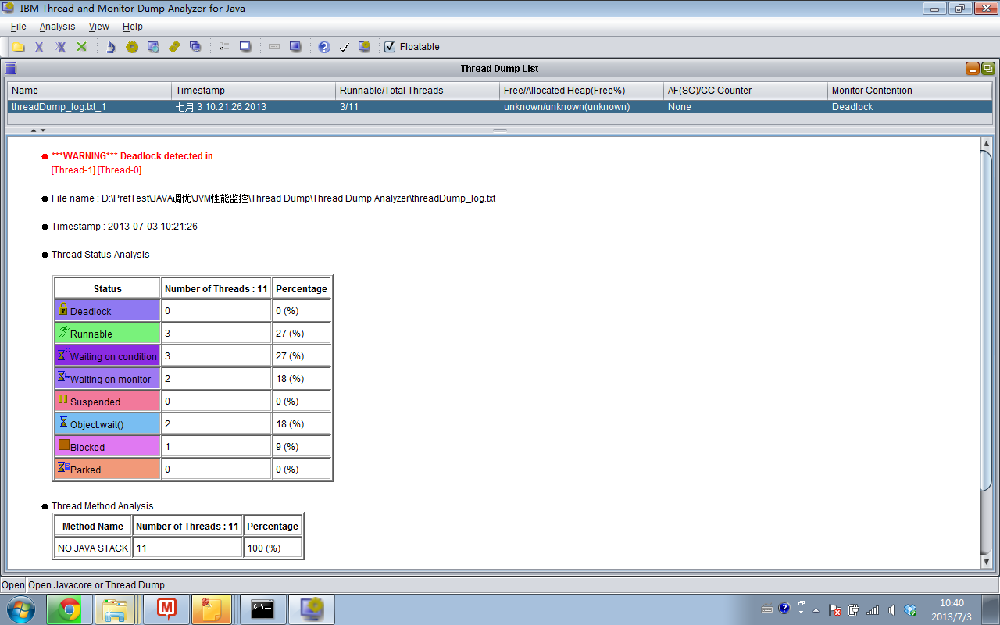 IBM Thread and Monitor Dump Analyzer for Java
File Analysis View Help
Floatable
Thread Dump List
Name Timestamp Runnable/Total Threads Free/Allocated Heap(Free%) AF(SC)/GC Counter Monitor Contention
threadDump_log.txt_1 七月 3 10:21:26 2013 3/11 unknown/unknown(unknown) None Deadlock
***WARNING*** Deadlock detected in
[Thread-1] [Thread-0]
File name : D:\PrefTest\JAVA调优\JVM性能监控\Thread Dump\Thread Dump Analyzer\threadDump_log.txt
Timestamp : 2013-07-03 10:21:26
Thread Status Analysis
Status Number of Threads : 11 Percentage
Deadlock 0 0 (%)
Runnable 3 27 (%)
Waiting on condition 3 27 (%)
Waiting on monitor 2 18 (%)
Suspended 0 0 (%)
Object.wait() 2 18 (%)
Blocked 1 9 (%)
Parked 0 0 (%)
Thread Method Analysis
Method Name Number of Threads : 11 Percentage
NO JAVA STACK 11 100 (%)
Open Open Javacore or Thread Dump
C:\
10:40
2013/7/3